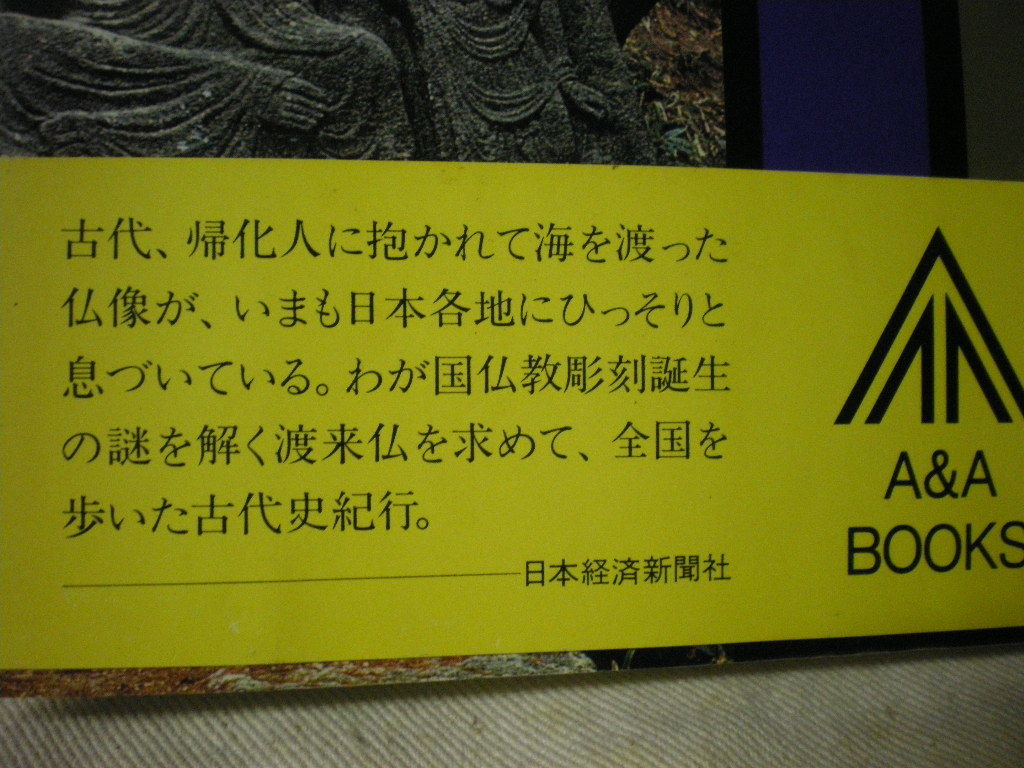 古代、帰化人に抱かれて海を渡った
仏像が、いまも日本各地にひっそりと
息づいている。わが国仏教彫刻誕生
の謎を解く渡来仏を求めて、全国を
歩いた古代史紀行。
日本経済新聞社
A&A
BOOKS